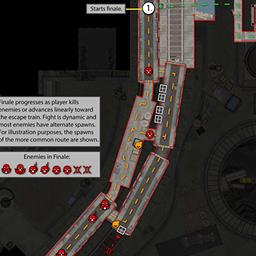 Starts finale.
1.
Finale progresses as player kills
enemies or advances linearly toward
the escape train. Fight is dynamic and
most enemies have alternate spawns.
For illustration purposes, the spawns
of the more common route are shown.
Enemies in Finale: